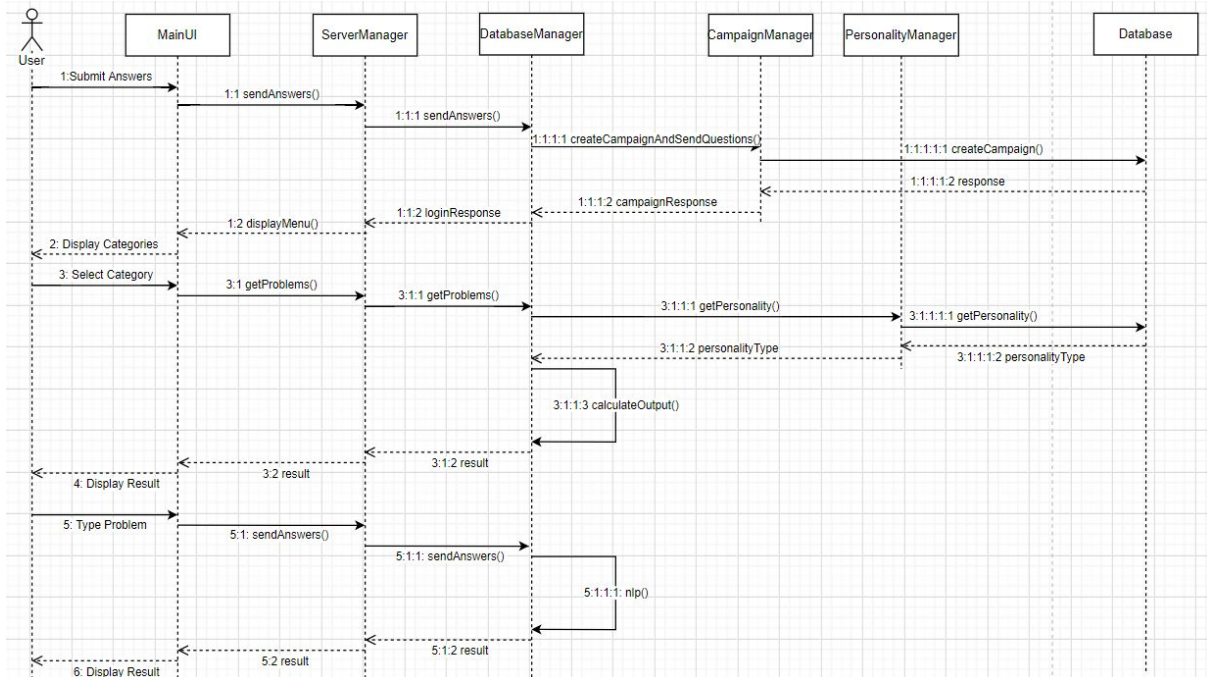 User
MainUI
ServerManager
DatabaseManager
CampaignManager
PersonalityManager
Database
1:Submit Answers
1:1 sendAnswers()
1:1:1 sendAnswers()
1:1:1:1 createCampaignAndSendQuestions()
1:1:1:1:1 createCampaign()
1:1:1:1:2 response
1:1:1:2 campaignResponse
1:1:2 loginResponse
1:2 displayMenu()
2: Display Categories
3: Select Category
3:1 getProblems()
3:1:1 getProblems()
3:1:1:1 getPersonality()
3:1:1:1:1 getPersonality()
3:1:1:1:2 personalityType
3:1:1:2 personalityType
3:1:1:3 calculateOutput()
3:1:2 result
3:2 result
4: Display Result
5: Type Problem
5:1: sendAnswers()
5:1:1: sendAnswers()
5:1:1:1: nlp()
5:1:2 result
5:2 result
6: Display Result